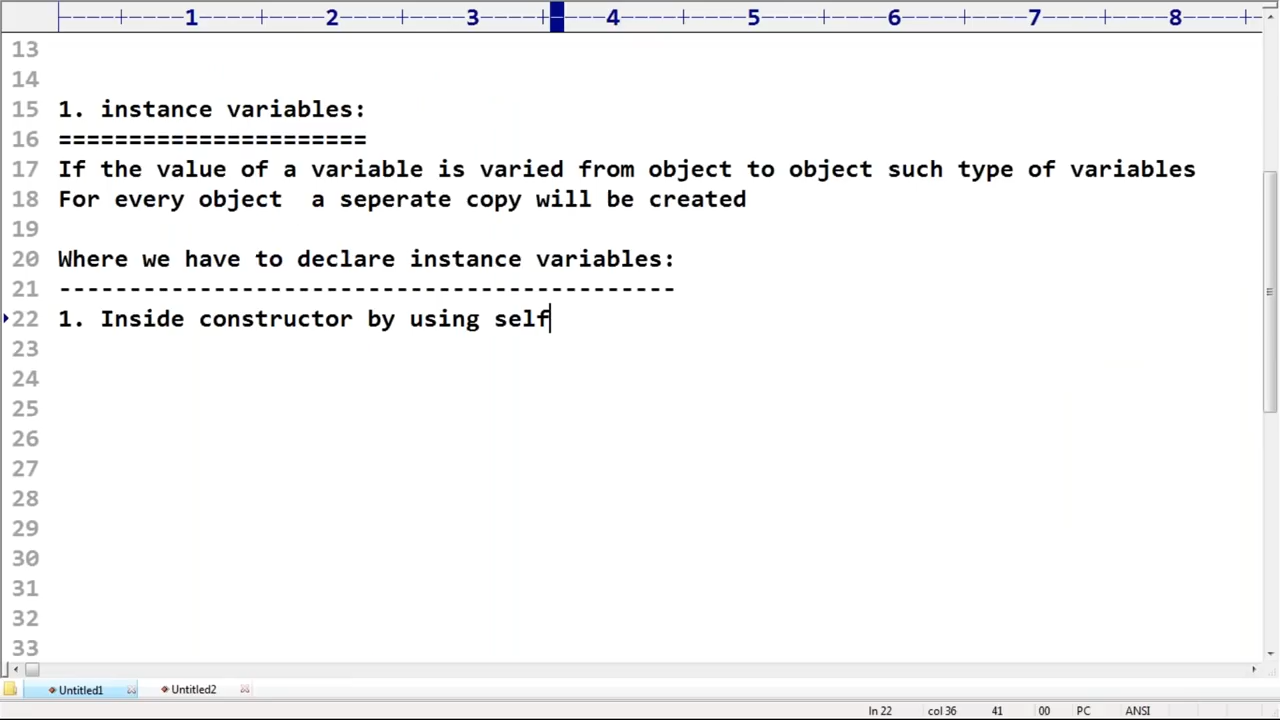 1 2 3 4 5 6 7 8
13
14
15 1. instance variables:
16 ======================
17 If the value of a variable is varied from object to object such type of variables
18 For every object  a seperate copy will be created
19
20 Where we have to declare instance variables:
21 --------------------------------------------
22 1. Inside constructor by using self
23
24
25
26
27
28
29
30
31
32
33
Untitled1 Untitled2
ln 22 col 36 41 00 PC ANSI